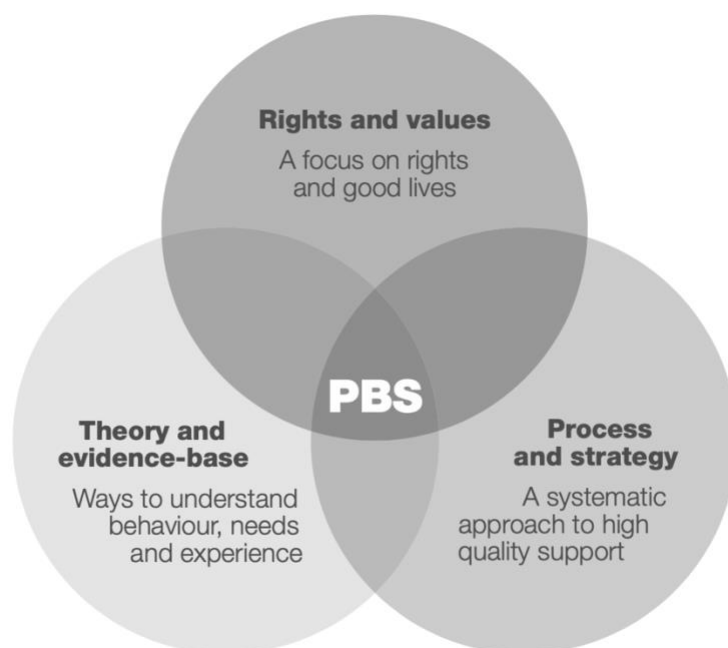 Rights and values
A focus on rights
and good lives
PBS
Theory and
evidence-base
Ways to understand
behaviour, needs
and experience
Process
and strategy
A systematic
approach to high
quality support